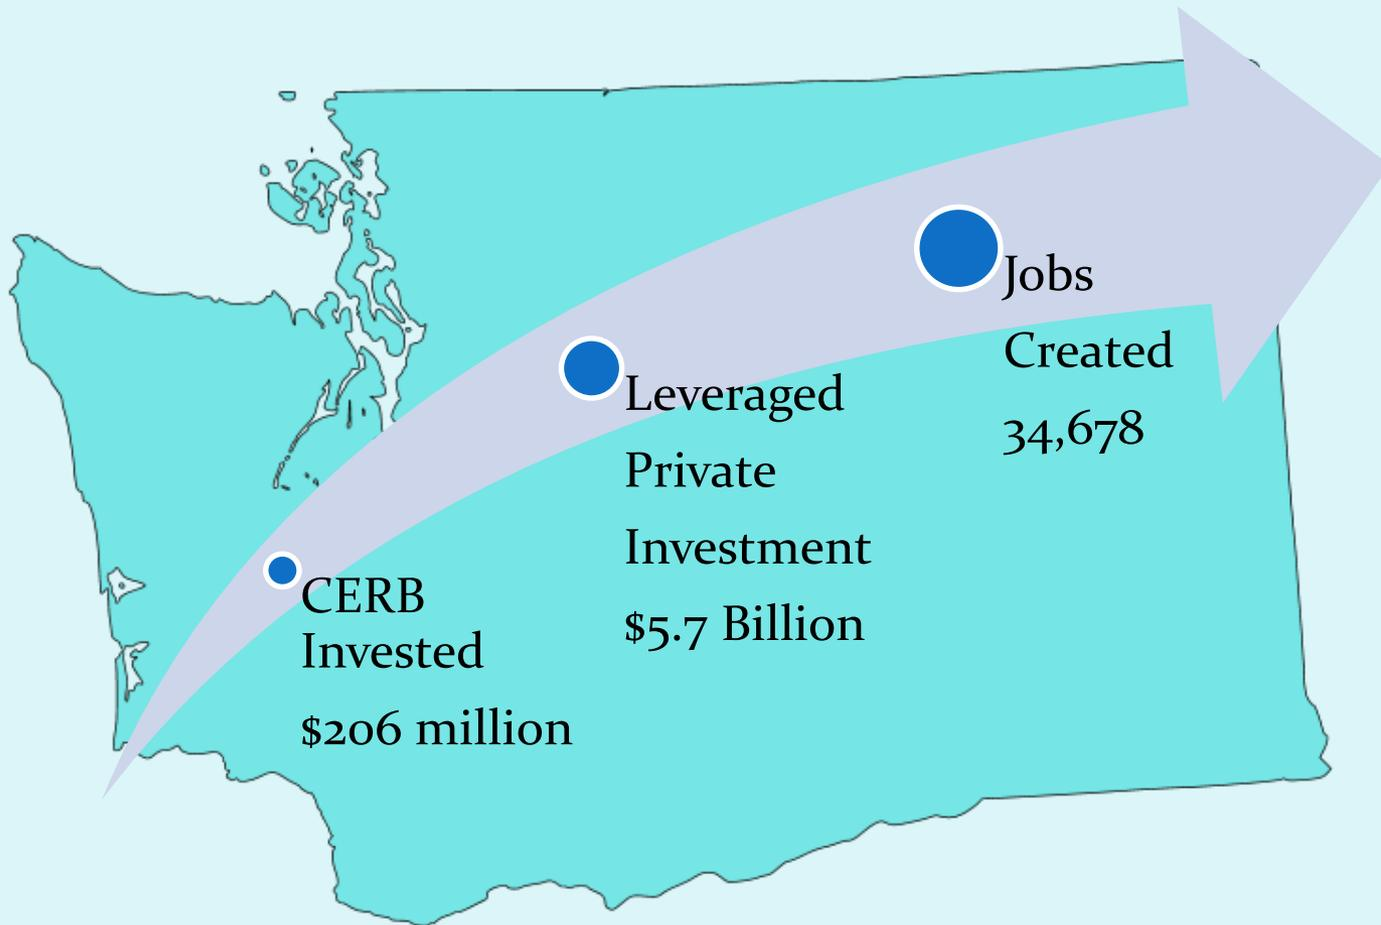 CERB
Invested
$206 million
Leveraged
Private
Investment
$5.7 Billion
Jobs
Created
34,678